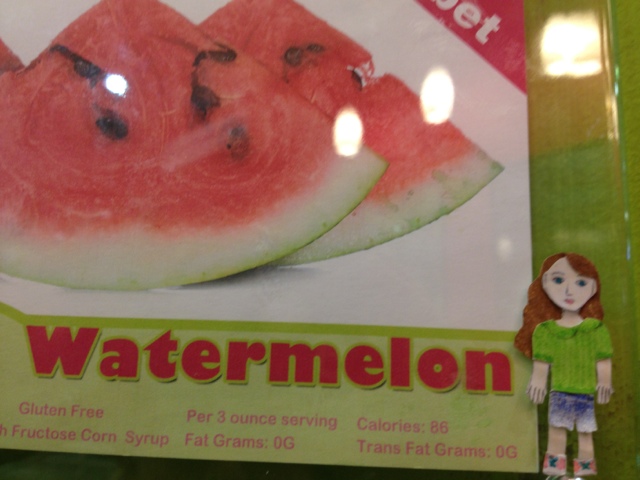 bet
Watermelon
Gluten Free
h Fructose Corn Syrup
Per 3 ounce serving
Fat Grams: 0G
Calories: 86
Trans Fat Grams: 0G